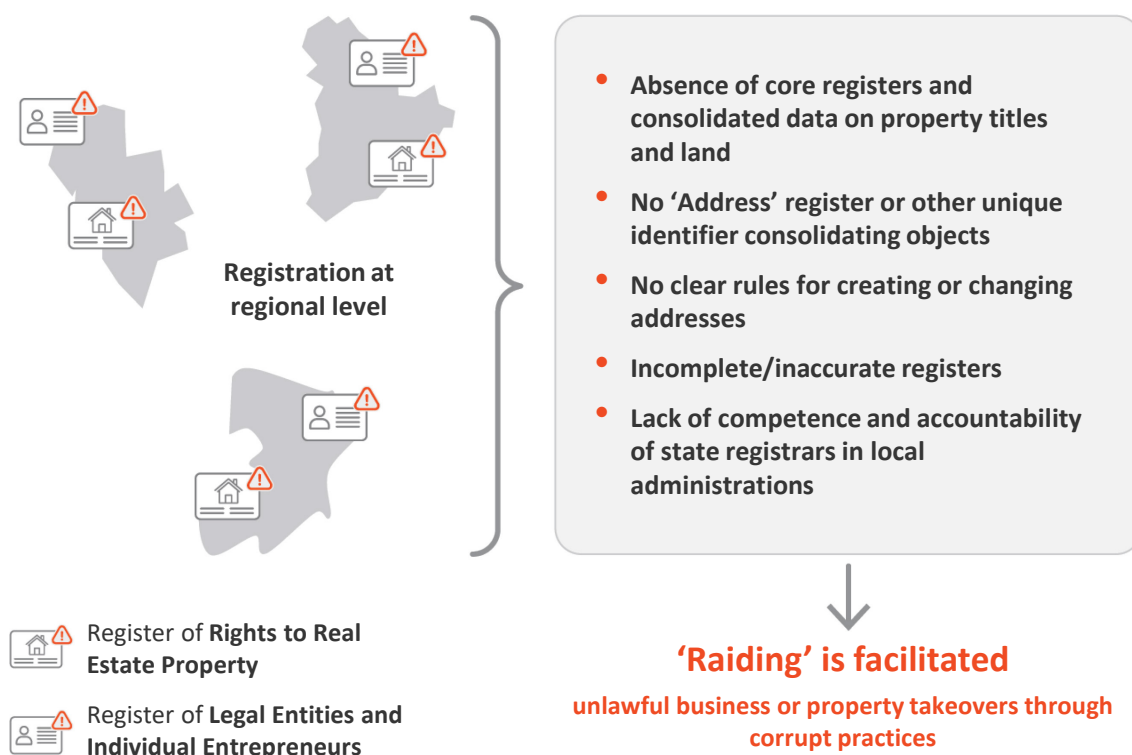 Registration at
regional level
• Absence of core registers and
consolidated data on property titles
and land
• No ‘Address’ register or other unique
identifier consolidating objects
• No clear rules for creating or changing
addresses
• Incomplete/inaccurate registers
• Lack of competence and accountability
of state registrars in local
administrations
Register of Rights to Real
Estate Property
Register of Legal Entities and
Individual Entrepreneurs
‘Raiding’ is facilitated
unlawful business or property takeovers through
corrupt practices